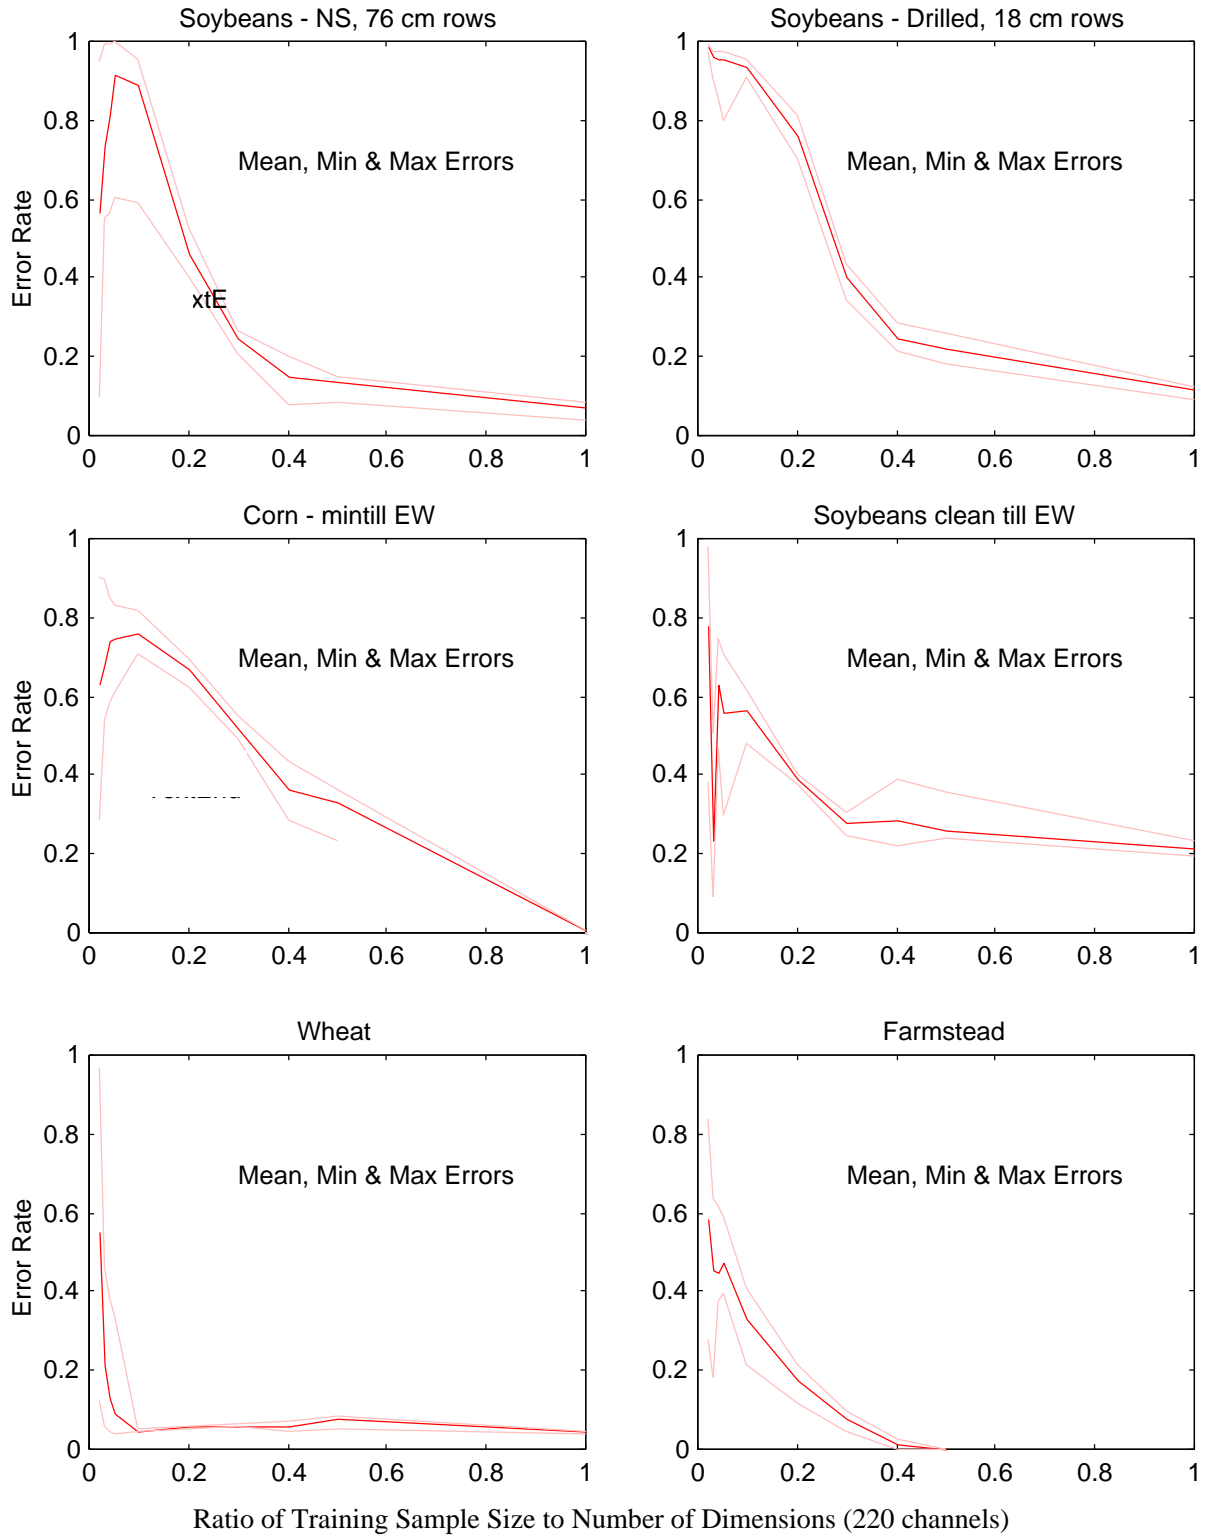 Soybeans - NS, 76 cm rows
1
0.8
0.6
0.4
0.2
0
Error Rate
Mean, Min & Max Errors
xtE
0 0.2 0.4 0.6 0.8 1
Soybeans - Drilled, 18 cm rows
1
0.8
0.6
0.4
0.2
0
Mean, Min & Max Errors
0 0.2 0.4 0.6 0.8 1
Corn - mintill EW
1
0.8
0.6
0.4
0.2
0
Error Rate
Mean, Min & Max Errors
0 0.2 0.4 0.6 0.8 1
Soybeans clean till EW
1
0.8
0.6
0.4
0.2
0
Mean, Min & Max Errors
0 0.2 0.4 0.6 0.8 1
Wheat
1
0.8
0.6
0.4
0.2
0
Error Rate
Mean, Min & Max Errors
0 0.2 0.4 0.6 0.8 1
Farmstead
1
0.8
0.6
0.4
0.2
0
Mean, Min & Max Errors
0 0.2 0.4 0.6 0.8 1
Ratio of Training Sample Size to Number of Dimensions (220 channels)